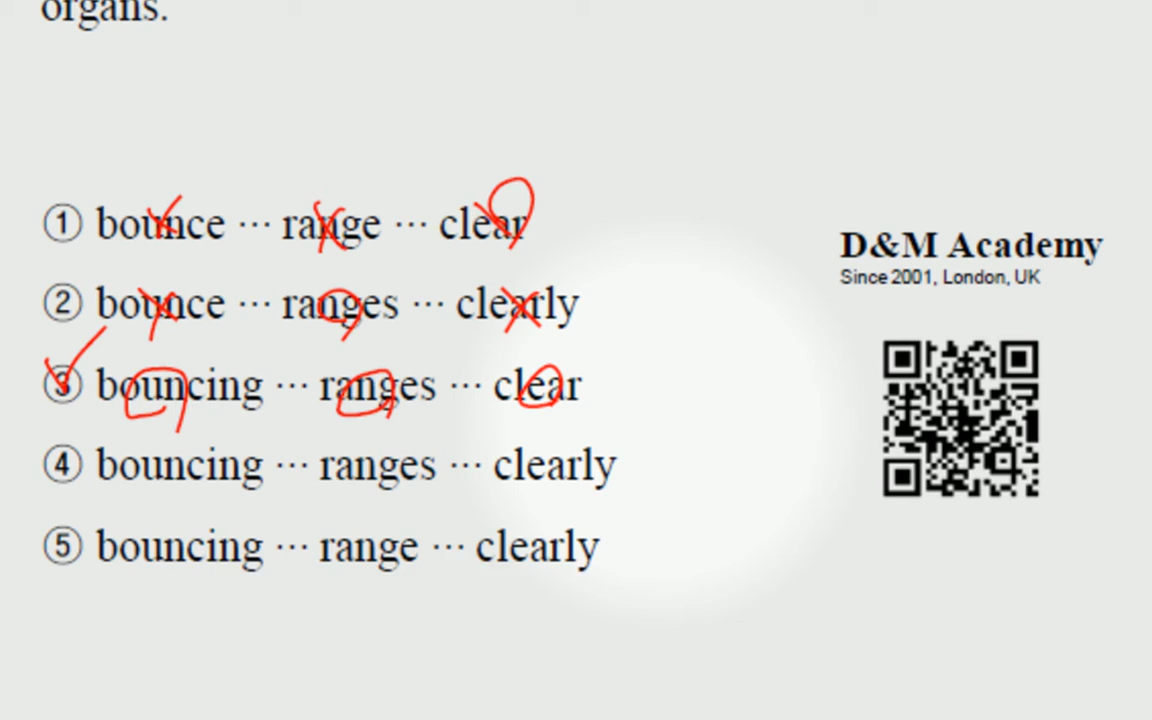 organs.
① bounce ··· range ··· clear
② bounce ··· ranges ··· clearly
③ bouncing ··· ranges ··· clear
④ bouncing ··· ranges ··· clearly
⑤ bouncing ··· range ··· clearly
D&M Academy
Since 2001, London, UK